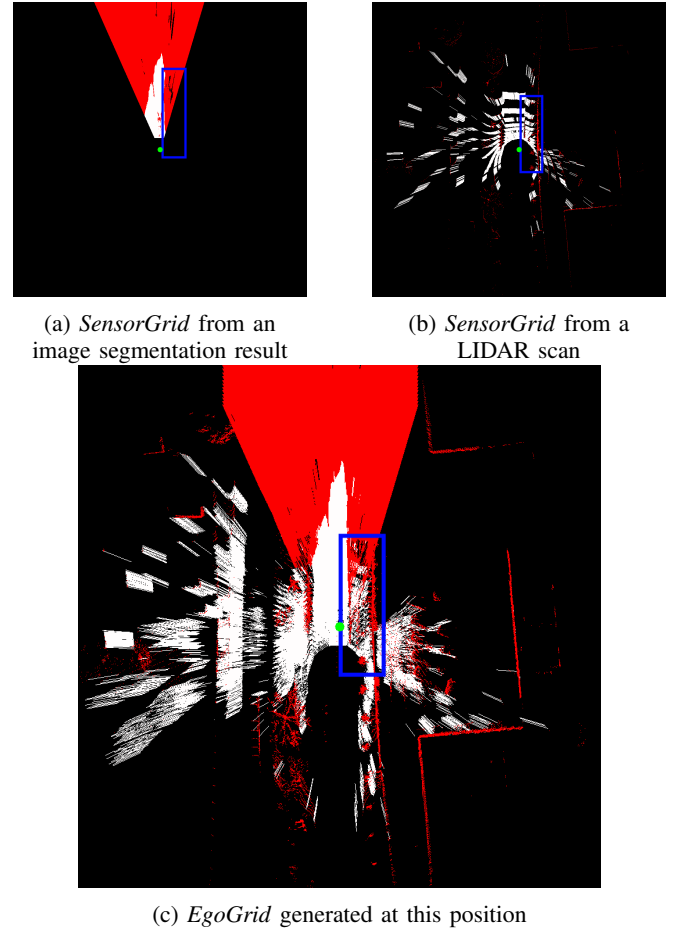 (a) SensorGrid from an
image segmentation result
(b) SensorGrid from a
LIDAR scan
(c) EgoGrid generated at this position